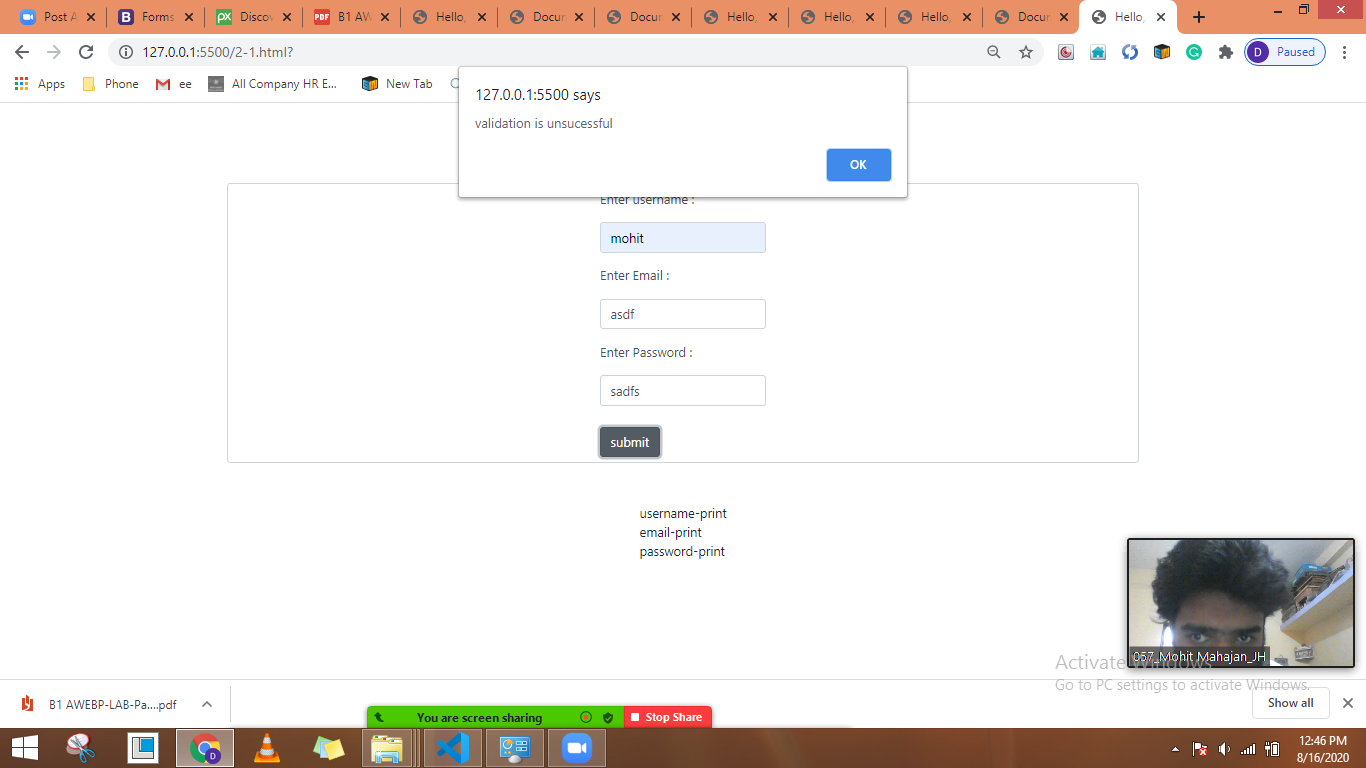 Post A
Forms
Discov
B1 AW
Hello,
Docum
Docum
Hello,
Hello,
Hello,
Docum
Hello,
127.0.0.1:5500/2-1.html?
D Paused
Apps
Phone
ee
All Company HR E...
New Tab
127.0.0.1:5500 says
validation is unsucessful
OK
Enter username :
mohit
Enter Email :
asdf
Enter Password :
sadfs
submit
username-print
email-print
password-print
057_Mohit Mahajan_JH
Activate Windows
Go to PC settings to activate Windows.
B1 AWEBP-LAB-Pa....pdf
Show all
You are screen sharing
Stop Share
12:46 PM
8/16/2020